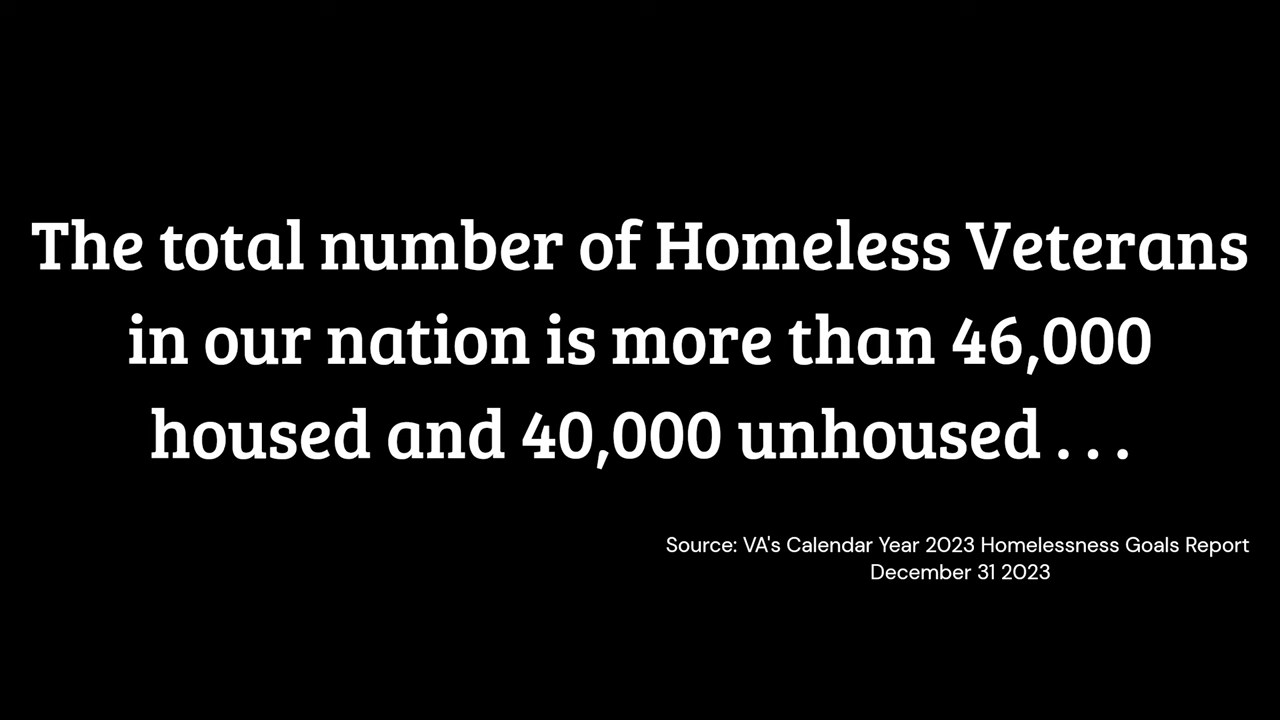 The total number of Homeless Veterans
in our nation is more than 46,000
housed and 40,000 unhoused . . .
Source: VA's Calendar Year 2023 Homelessness Goals Report
December 31 2023